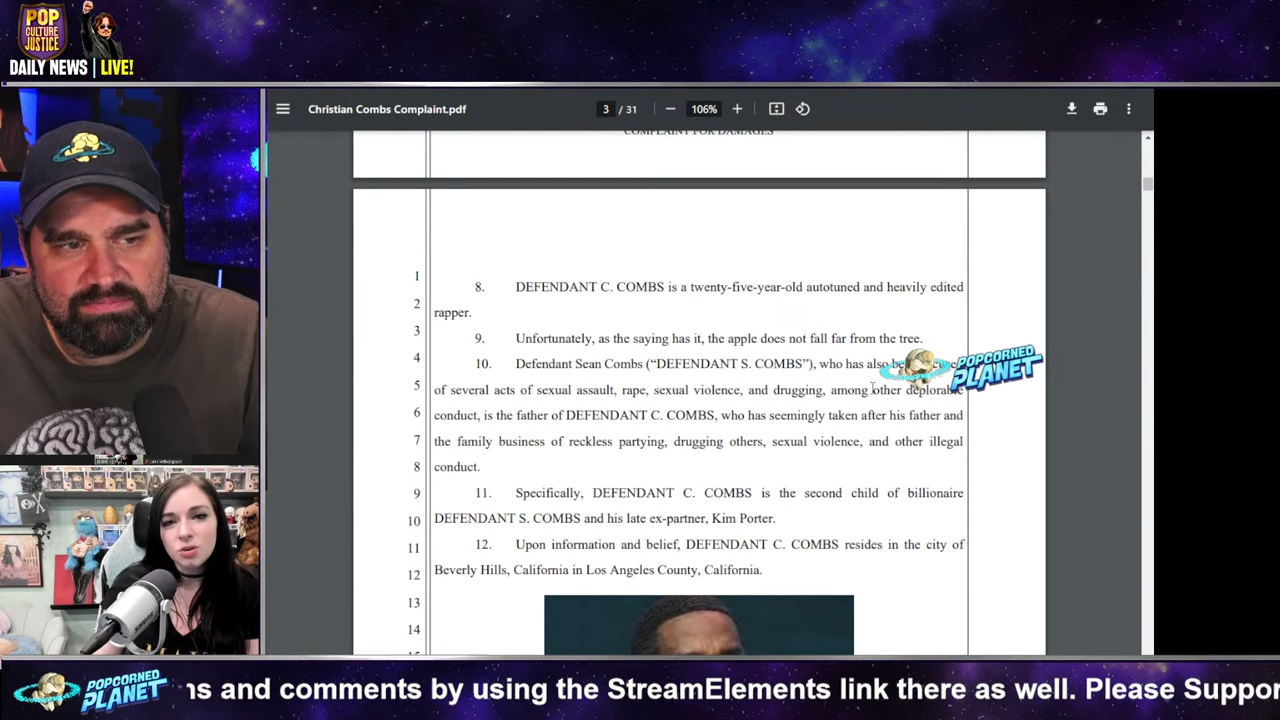 POP
CULTURE
JUSTICE
DAILY NEWS | LIVE!
Christian Combs Complaint.pdf
3 / 31
106%
COMPLAINT FOR DAMAGES
1
8. DEFENDANT C. COMBS is a twenty-five-year-old autotuned and heavily edited
2
rapper.
3
9. Unfortunately, as the saying has it, the apple does not fall far from the tree.
4
10. Defendant Sean Combs ("DEFENDANT S. COMBS"), who has also
POPCORNED
PLANET
5
of several acts of sexual assault, rape, sexual violence, and drugging, among other deplorable
6
conduct, is the father of DEFENDANT C. COMBS, who has seemingly taken after his father and
7
the family business of reckless partying, drugging others, sexual violence, and other illegal
8
conduct.
9
11. Specifically, DEFENDANT C. COMBS is the second child of billionaire
10
DEFENDANT S. COMBS and his late ex-partner, Kim Porter.
11
12. Upon information and belief, DEFENDANT C. COMBS resides in the city of
12
Beverly Hills, California in Los Angeles County, California.
13
14
POPCORNED
PLANET
ns and comments by using the StreamElements link there as well. Please Suppor